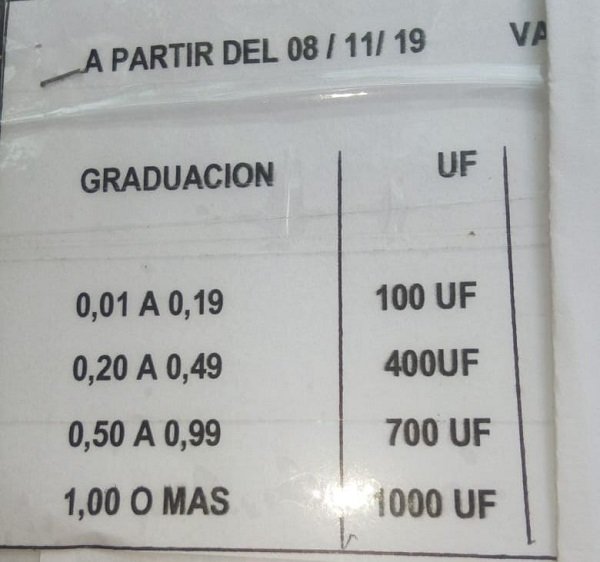 A PARTIR DEL 08 / 11/ 19 VA
GRADUACION UF
0,01 A 0,19 100 UF
0,20 A 0,49 400UF
0,50 A 0,99 700 UF
1,00 O MAS 1000 UF